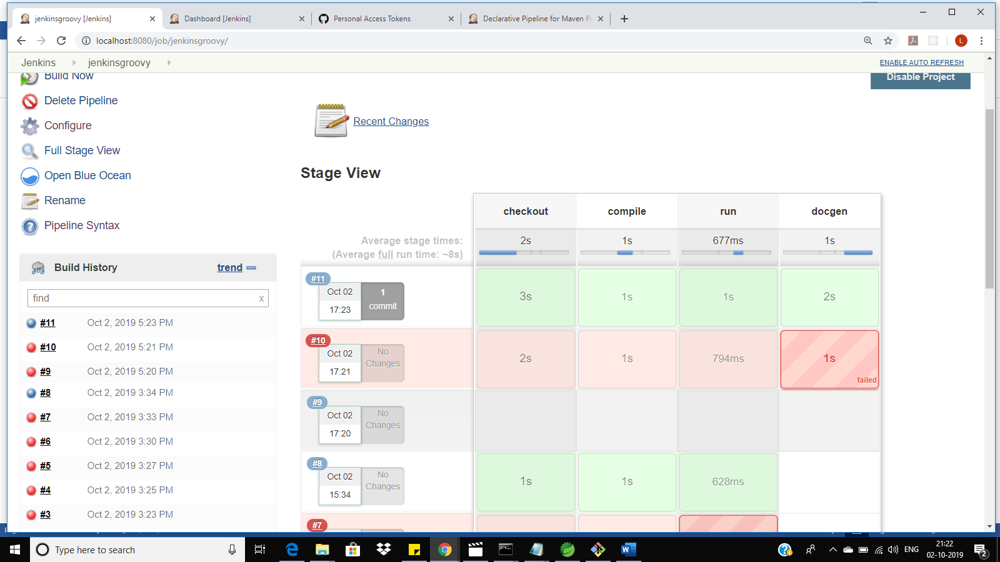 jenkinsgroovy [Jenkins]
Dashboard [Jenkins]
Personal Access Tokens
Declarative Pipeline for Maven Pr
localhost:8080/job/jenkinsgroovy/
L
Jenkins
jenkinsgroovy
ENABLE AUTO REFRESH
Build Now
Disable Project
Delete Pipeline
Configure
Full Stage View
Open Blue Ocean
Rename
Pipeline Syntax
Recent Changes
Stage View
checkout compile run docgen
Average stage times:
(Average full run time: ~8s)
2s 1s 677ms 1s
Build History
trend
find
x
#11 Oct 2, 2019 5:23 PM
#10 Oct 2, 2019 5:21 PM
#9 Oct 2, 2019 5:20 PM
#8 Oct 2, 2019 3:34 PM
#7 Oct 2, 2019 3:33 PM
#6 Oct 2, 2019 3:30 PM
#5 Oct 2, 2019 3:27 PM
#4 Oct 2, 2019 3:25 PM
#3 Oct 2, 2019 3:23 PM
#11
Oct 02
17:23
1
commit
3s 1s 1s 2s
#10
Oct 02
17:21
No
Changes
2s 1s 794ms 1s
failed
#9
Oct 02
17:20
No
Changes
#8
Oct 02
15:34
No
Changes
1s 1s 628ms
#7
Type here to search
ENG
21:22
02-10-2019
2